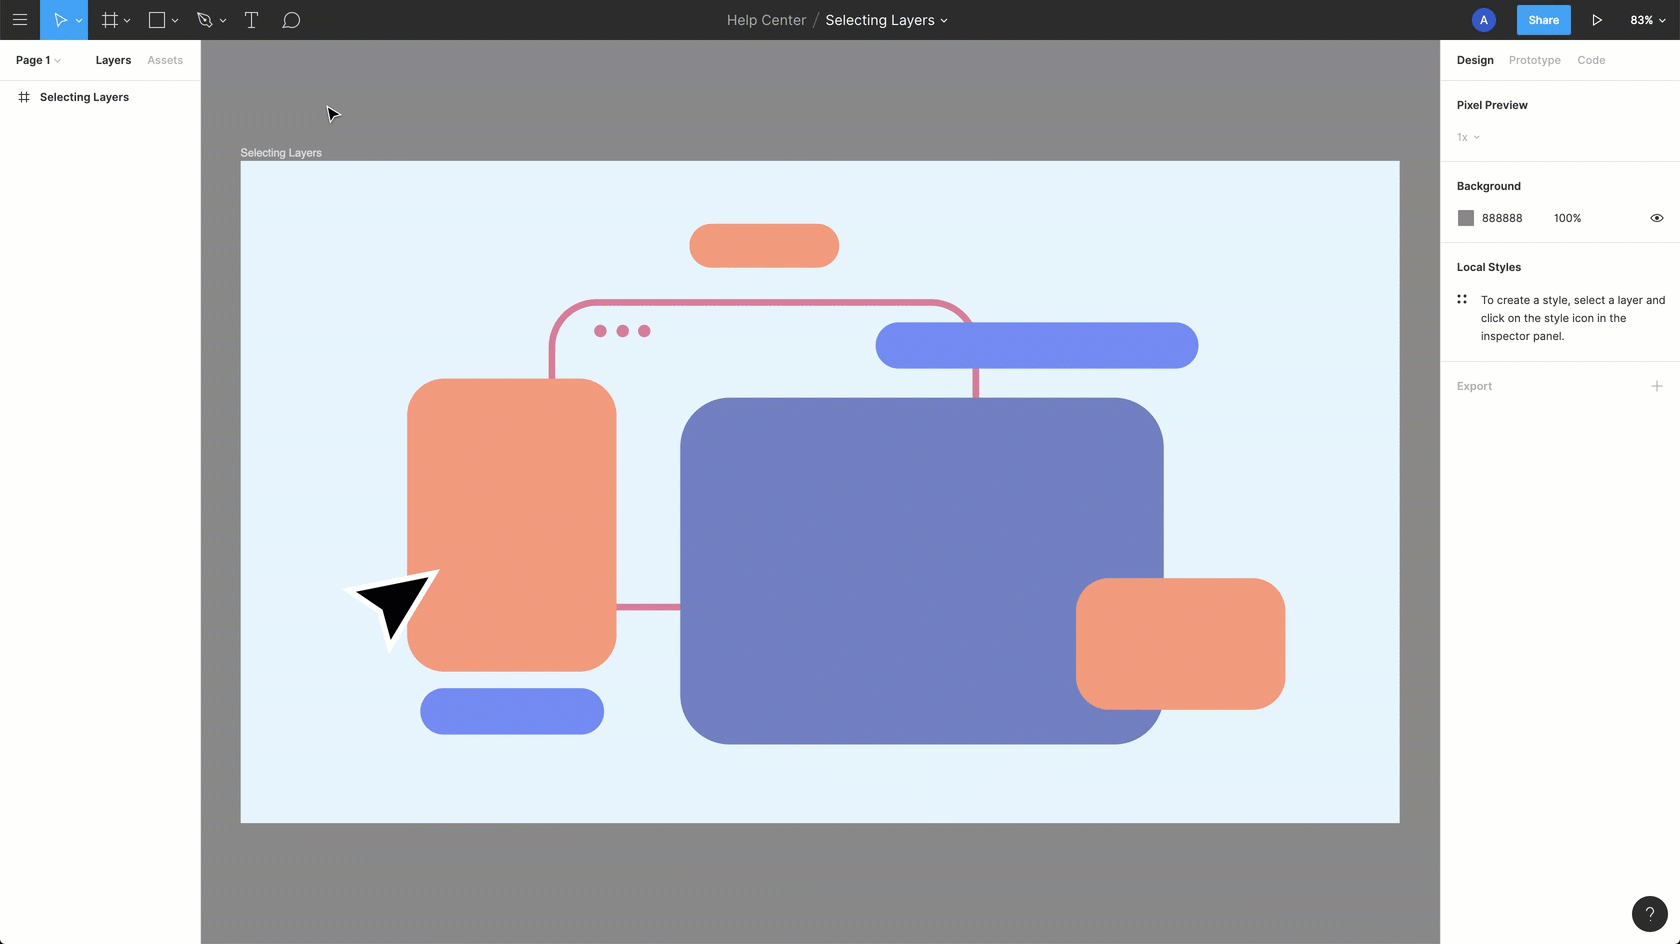 Help Center / Selecting Layers
A
Share
83%
Page 1
Layers
Assets
Selecting Layers
Selecting Layers
Design
Prototype
Code
Pixel Preview
1x
Background
888888
100%
Local Styles
To create a style, select a layer and
click on the style icon in the
inspector panel.
Export
?